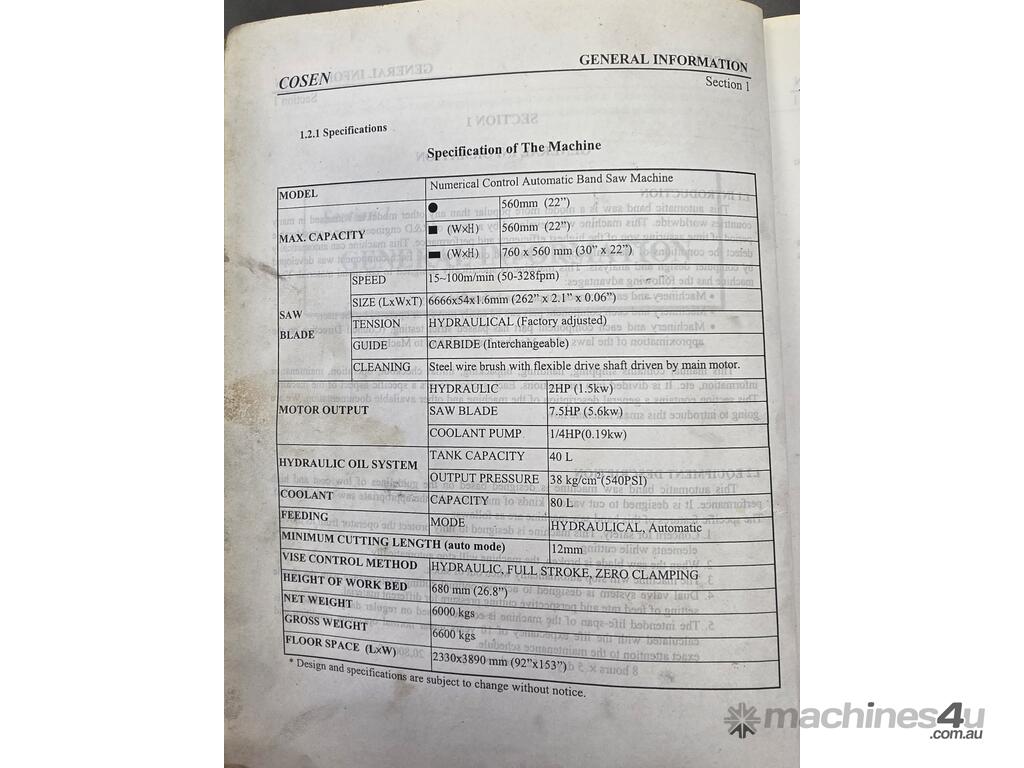 COSEN
GENERAL INFORMATION
Section 1
1.2.1 Specifications
Specification of The Machine
MODEL Numerical Control Automatic Band Saw Machine
MAX. CAPACITY ● 560mm (22”)
■ (WxH) 560mm (22”)
▬ (WxH) 760 x 560 mm (30” x 22”)
SAW BLADE SPEED 15~100m/min (50-328fpm)
SIZE (LxWxT) 6666x54x1.6mm (262” x 2.1” x 0.06”)
TENSION HYDRAULICAL (Factory adjusted)
GUIDE CARBIDE (Interchangeable)
CLEANING Steel wire brush with flexible drive shaft driven by main motor.
MOTOR OUTPUT HYDRAULIC 2HP (1.5kw)
SAW BLADE 7.5HP (5.6kw)
COOLANT PUMP 1/4HP(0.19kw)
HYDRAULIC OIL SYSTEM TANK CAPACITY 40 L
OUTPUT PRESSURE 38 kg/cm²(540PSI)
COOLANT CAPACITY 80 L
FEEDING MODE HYDRAULICAL, Automatic
MINIMUM CUTTING LENGTH (auto mode) 12mm
VISE CONTROL METHOD HYDRAULIC, FULL STROKE, ZERO CLAMPING
HEIGHT OF WORK BED 680 mm (26.8”)
NET WEIGHT 6000 kgs
GROSS WEIGHT 6600 kgs
FLOOR SPACE (LxW) 2330x3890 mm (92”x153”)
* Design and specifications are subject to change without notice.
machines4u
.com.au